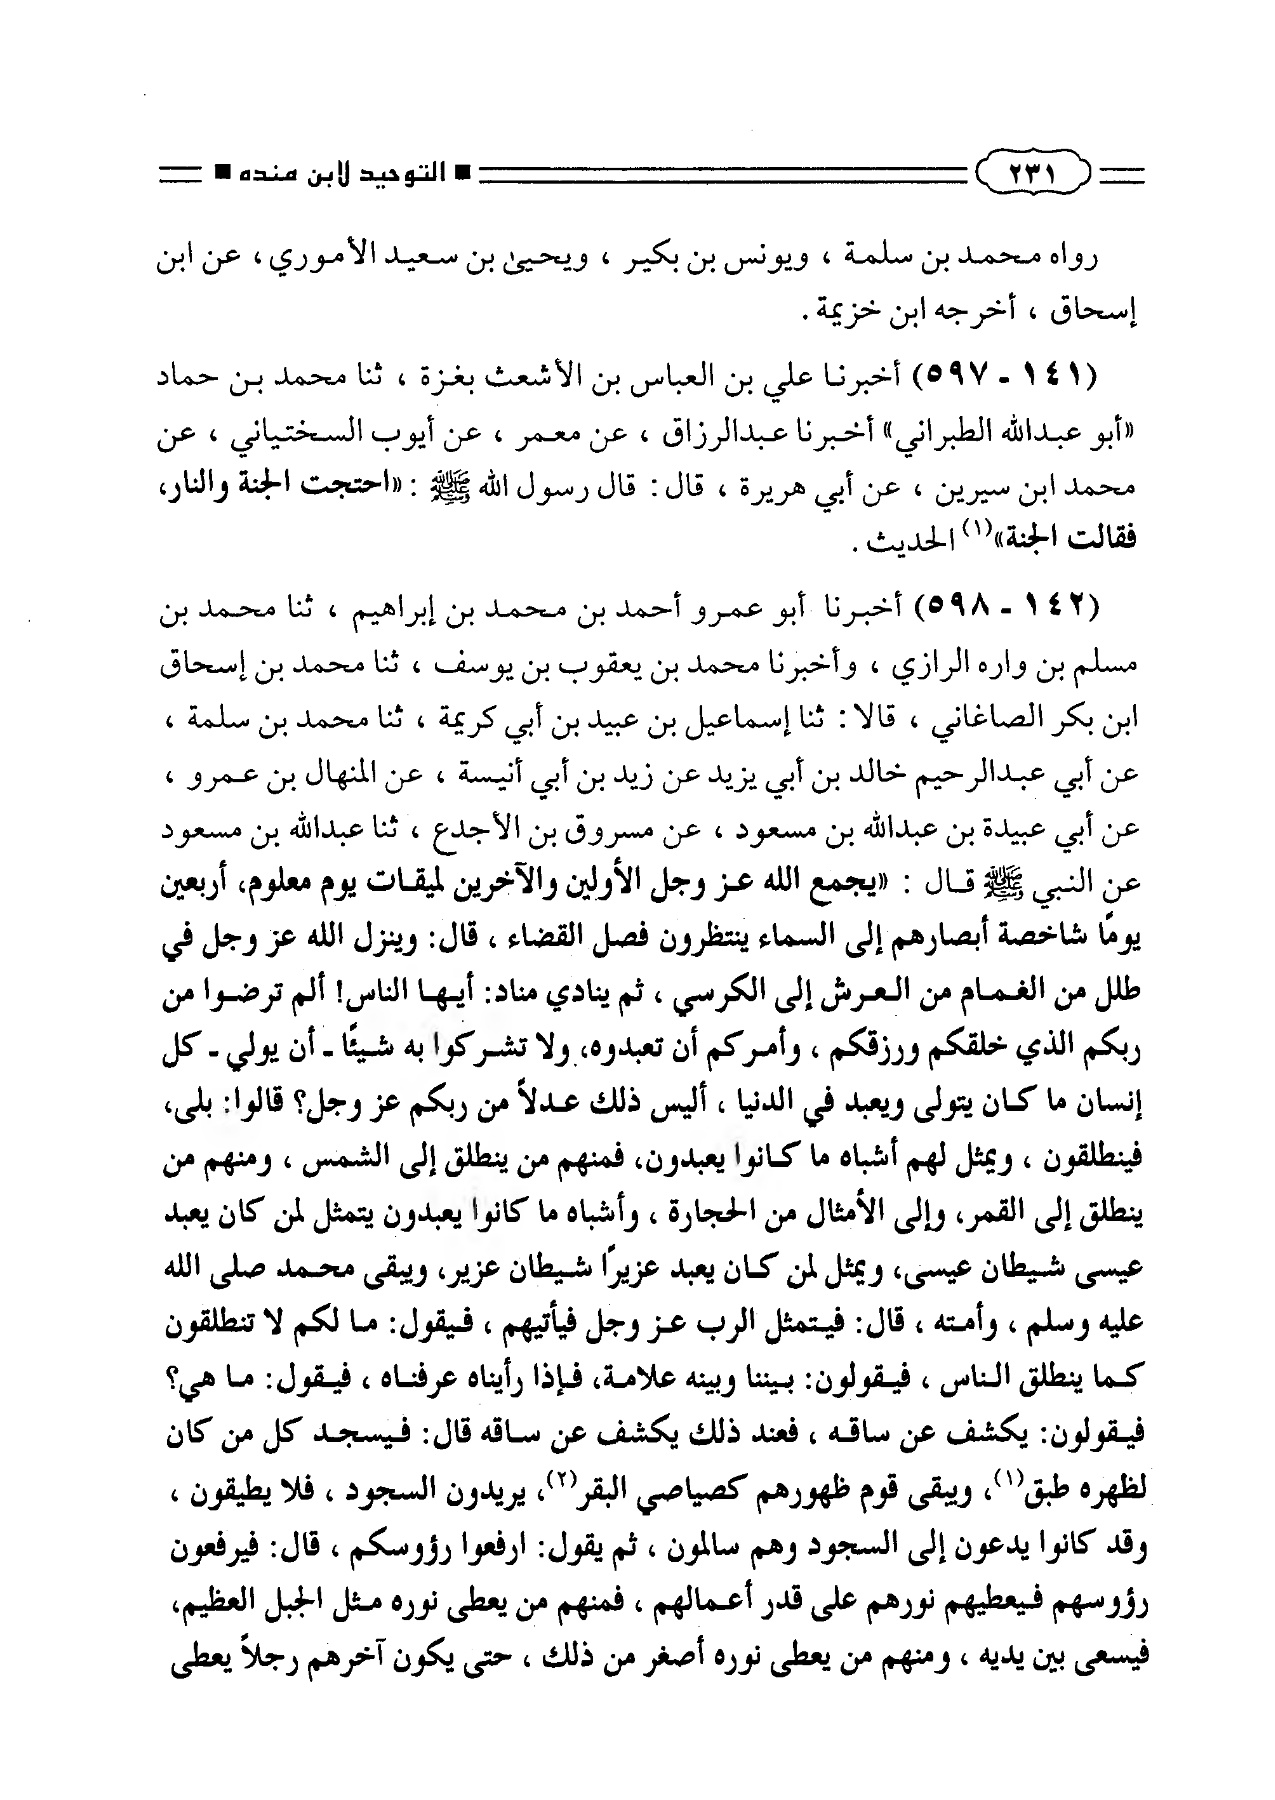 ٢٣١ ■ التوحيد لابن منده ■
رواه محمد بن سلمة ، ويونس بن بكير ، ويحيى بن سعيد الأموري ، عن ابن
إسحاق ، أخرجه ابن خزيمة .
(١٤١ - ٥٩٧) أخبرنا علي بن العباس بن الأشعث بغزة ، ثنا محمد بن حماد
«أبو عبدالله الطبراني» أخبرنا عبدالرزاق ، عن معمر ، عن أيوب السختياني ، عن
محمد ابن سيرين ، عن أبي هريرة ، قال : قال رسول الله ﷺ : «احتجت الجنة والنار،
فقالت الجنة»(١) الحديث .
(١٤٢ - ٥٩٨) أخبرنا أبو عمرو أحمد بن محمد بن إبراهيم ، ثنا محمد بن
مسلم بن واره الرازي ، وأخبرنا محمد بن يعقوب بن يوسف ، ثنا محمد بن إسحاق
ابن بكر الصاغاني ، قالا : ثنا إسماعيل بن عبيد بن أبي كريمة ، ثنا محمد بن سلمة ،
عن أبي عبدالرحيم خالد بن أبي يزيد عن زيد بن أبي أنيسة ، عن المنهال بن عمرو ،
عن أبي عبيدة بن عبدالله بن مسعود ، عن مسروق بن الأجدع ، ثنا عبدالله بن مسعود
عن النبي ﷺ قال : «يجمع الله عز وجل الأولين والآخرين لميقات يوم معلوم، أربعين
يومًا شاخصة أبصارهم إلى السماء ينتظرون فصل القضاء ، قال: وينزل الله عز وجل في
ظلل من الغمام من العرش إلى الكرسي ، ثم ينادي مناد: أيها الناس! ألم ترضوا من
ربكم الذي خلقكم ورزقكم ، وأمركم أن تعبدوه، ولا تشركوا به شيئًا ـ أن يولي ـ كل
إنسان ما كان يتولى ويعبد في الدنيا ، أليس ذلك عدلاً من ربكم عز وجل؟ قالوا: بلى،
فينطلقون ، ويمثل لهم أشباه ما كانوا يعبدون، فمنهم من ينطلق إلى الشمس ، ومنهم من
ينطلق إلى القمر، وإلى الأمثال من الحجارة ، وأشباه ما كانوا يعبدون يتمثل لمن كان يعبد
عيسى شيطان عيسى، ويمثل لمن كان يعبد عزيرًا شيطان عزير، ويبقى محمد صلى الله
عليه وسلم ، وأمته ، قال: فيتمثل الرب عز وجل فيأتيهم ، فيقول: ما لكم لا تنطلقون
كما ينطلق الناس ، فيقولون: بيننا وبينه علامة، فإذا رأيناه عرفناه ، فيقول: ما هي؟
فيقولون: يكشف عن ساقه ، فعند ذلك يكشف عن ساقه قال: فيسجد كل من كان
لظهره طبق(١)، ويبقى قوم ظهورهم كصياصي البقر(٢)، يريدون السجود ، فلا يطيقون ،
وقد كانوا يدعون إلى السجود وهم سالمون ، ثم يقول: ارفعوا رؤوسكم ، قال: فيرفعون
رؤوسهم فيعطيهم نورهم على قدر أعمالهم ، فمنهم من يعطى نوره مثل الجبل العظيم،
فيسعى بين يديه ، ومنهم من يعطى نوره أصغر من ذلك ، حتى يكون آخرهم رجلاً يعطى